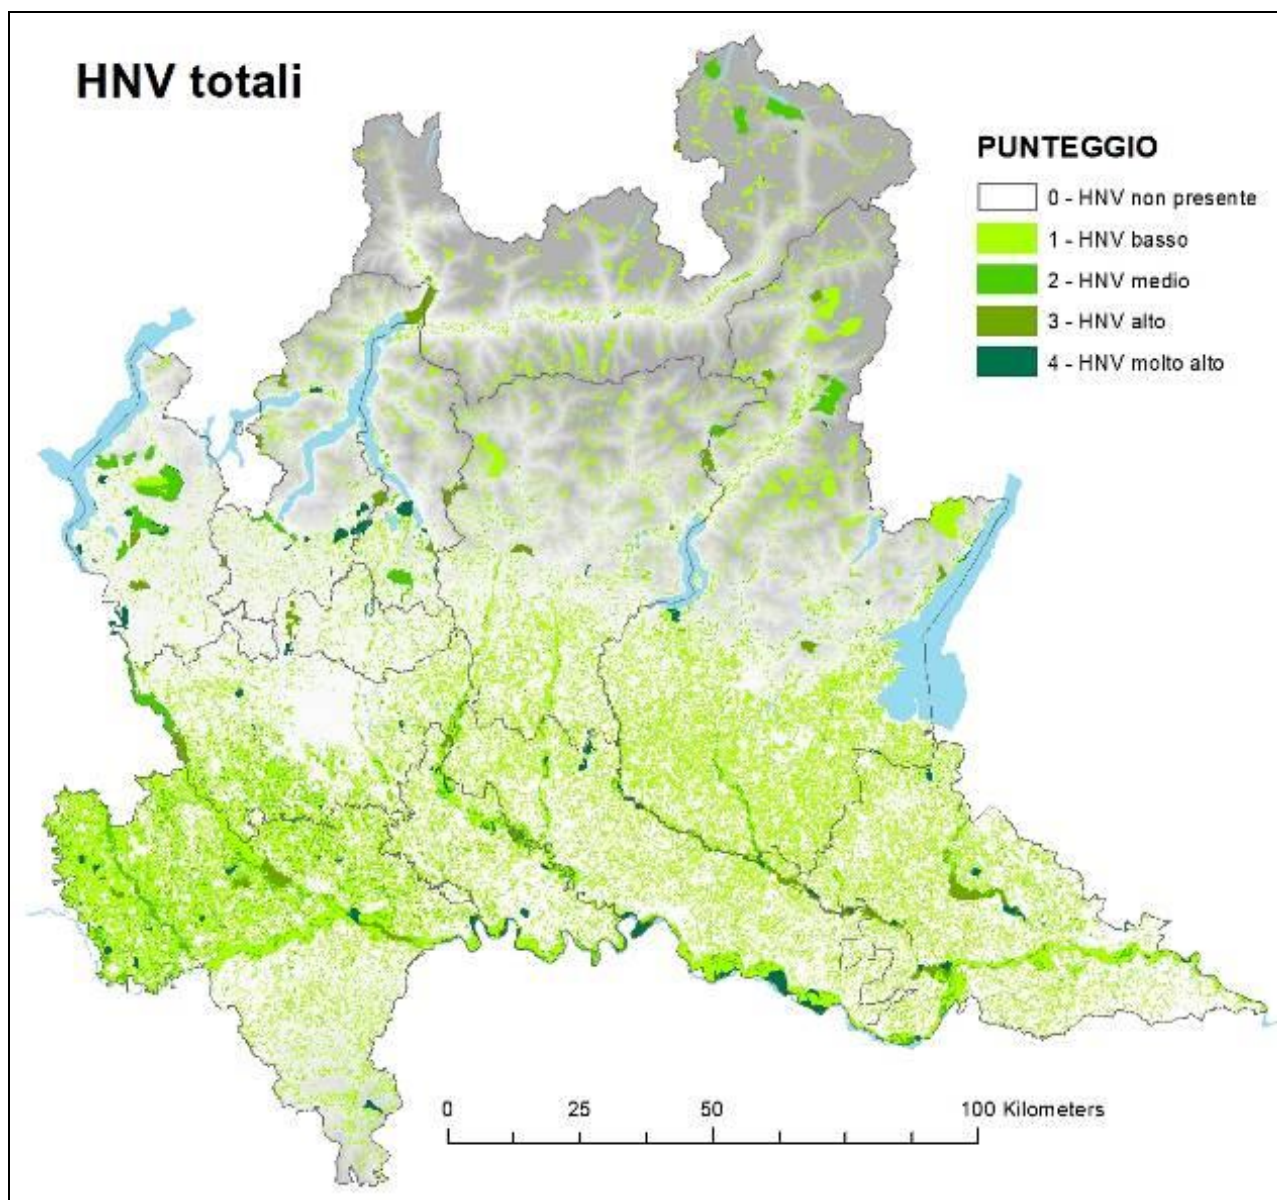 HNV totali
PUNTEGGIO
0 - HNV non presente
1 - HNV basso
2 - HNV medio
3 - HNV alto
4 - HNV molto alto
0 25 50 100 Kilometers